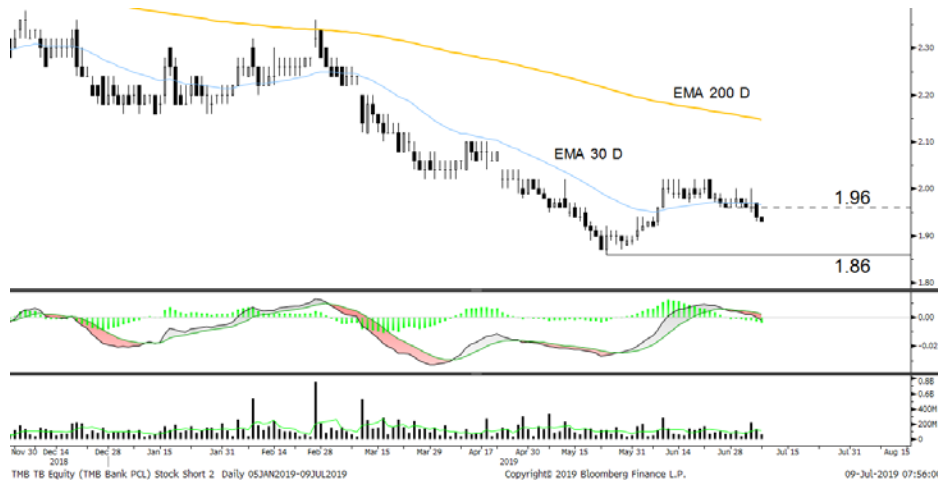 2.30
EMA 200 D
2.20
2.10
EMA 30 D
2.00
1.96
1.90
1.86
1.80
0.00
-0.02
0.8B
0.6B
400M
200M
0
Nov 30 Dec 14 Dec 28 Jan 15 Jan 31 Feb 14 Feb 28 Mar 15 Mar 29 Apr 17 Apr 30 May 15 May 31 Jun 14 Jun 28 Jul 15 Jul 31 Aug 15
2018 2019
TMB TB Equity (TMB Bank PCL) Stock Short 2 Daily 05JAN2019-09JUL2019 Copyright© 2019 Bloomberg Finance L.P. 09-Jul-2019 07:56:00